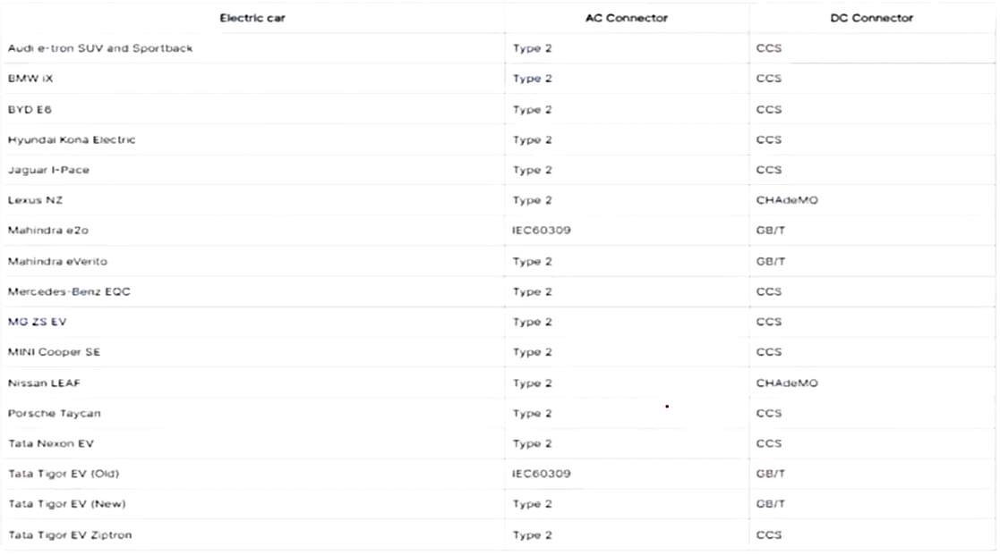 Electric car AC Connector DC Connector
Audi e-tron SUV and Sportback Type 2 CCS
BMW iX Type 2 CCS
BYD E6 Type 2 CCS
Hyundai Kona Electric Type 2 CCS
Jaguar I-Pace Type 2 CCS
Lexus NZ Type 2 CHAdeMO
Mahindra e2o IEC60309 GB/T
Mahindra eVerito Type 2 GB/T
Mercedes-Benz EQC Type 2 CCS
MG ZS EV Type 2 CCS
MINI Cooper SE Type 2 CCS
Nissan LEAF Type 2 CHAdeMO
Porsche Taycan Type 2 CCS
Tata Nexon EV Type 2 CCS
Tata Tigor EV (Old) IEC60309 GB/T
Tata Tigor EV (New) Type 2 GB/T
Tata Tigor EV Ziptron Type 2 CCS